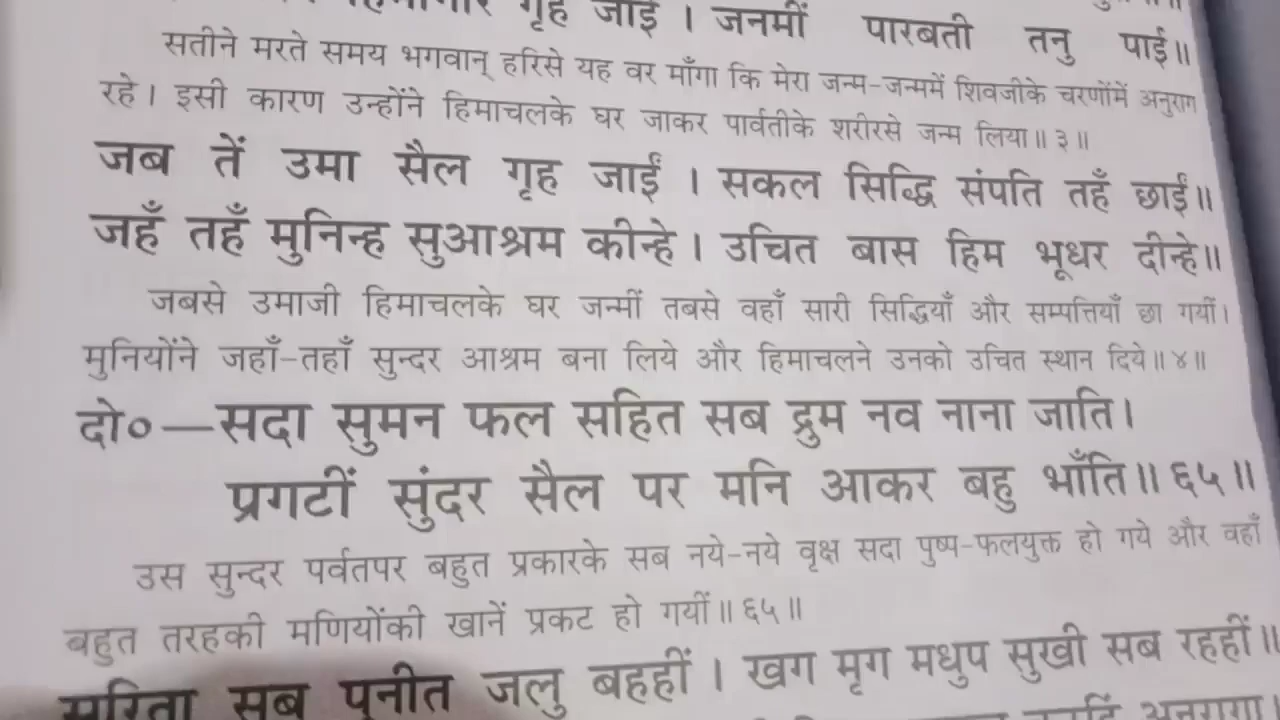 गृह जाई । जनमीं पारबती तनु पाई॥
सतीने मरते समय भगवान् हरिसे यह वर माँगा कि मेरा जन्म-जन्ममें शिवजीके चरणोंमें अनुराग
रहे। इसी कारण उन्होंने हिमाचलके घर जाकर पार्वतीके शरीरसे जन्म लिया॥ ३॥
जब तें उमा सैल गृह जाईं । सकल सिद्धि संपति तहँ छाईं॥
जहँ तहँ मुनिन्ह सुआश्रम कीन्हे। उचित बास हिम भूधर दीन्हे॥
जबसे उमाजी हिमाचलके घर जन्मीं तबसे वहाँ सारी सिद्धियाँ और सम्पत्तियाँ छा गयीं।
मुनियोंने जहाँ-तहाँ सुन्दर आश्रम बना लिये और हिमाचलने उनको उचित स्थान दिये॥ ४॥
दो०—सदा सुमन फल सहित सब द्रुम नव नाना जाति।
प्रगटीं सुंदर सैल पर मनि आकर बहु भाँति॥ ६५॥
उस सुन्दर पर्वतपर बहुत प्रकारके सब नये-नये वृक्ष सदा पुष्प-फलयुक्त हो गये और वहाँ
बहुत तरहकी मणियोंकी खानें प्रकट हो गयीं॥ ६५॥
सरिता सब पुनीत जलु बहहीं । खग मृग मधुप सुखी सब रहहीं॥